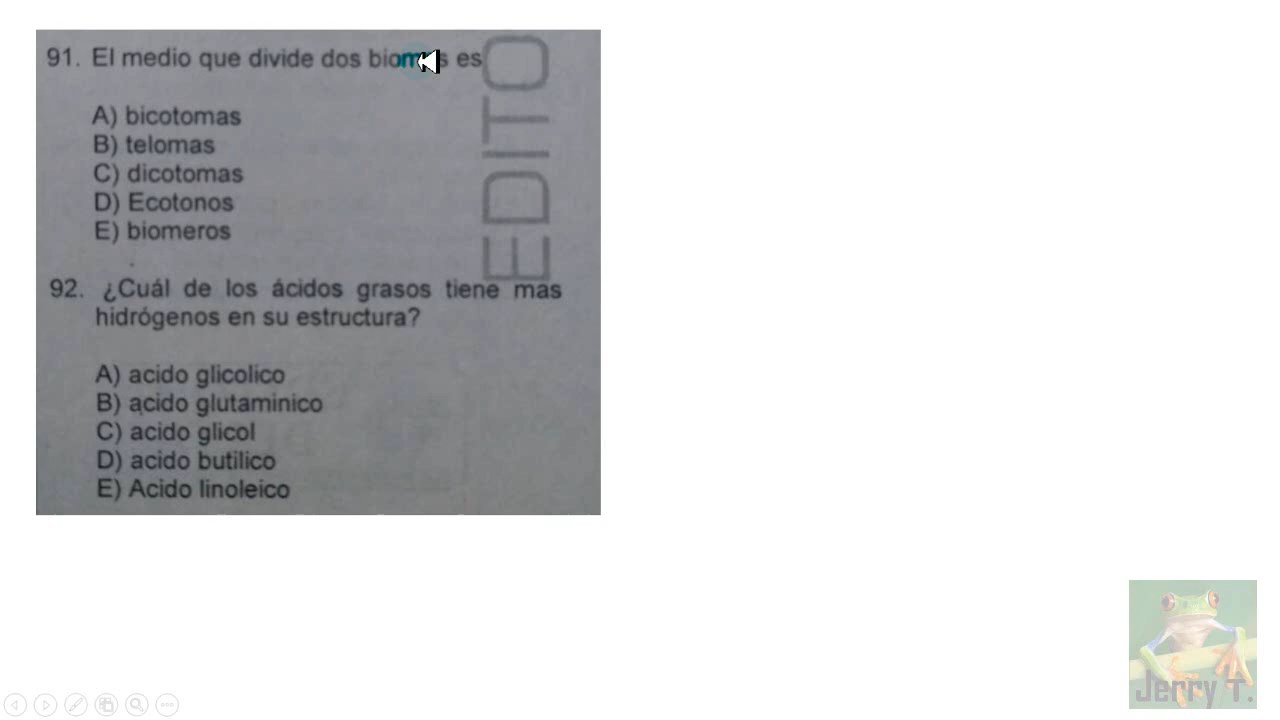 91. El medio que divide dos biomas es
A) bicotomas
B) telomas
C) dicotomas
D) Ecotonos
E) biomeros
92. ¿Cuál de los ácidos grasos tiene mas
hidrógenos en su estructura?
A) acido glicolico
B) acido glutaminico
C) acido glicol
D) acido butilico
E) Acido linoleico
EDITO
Jerry T.